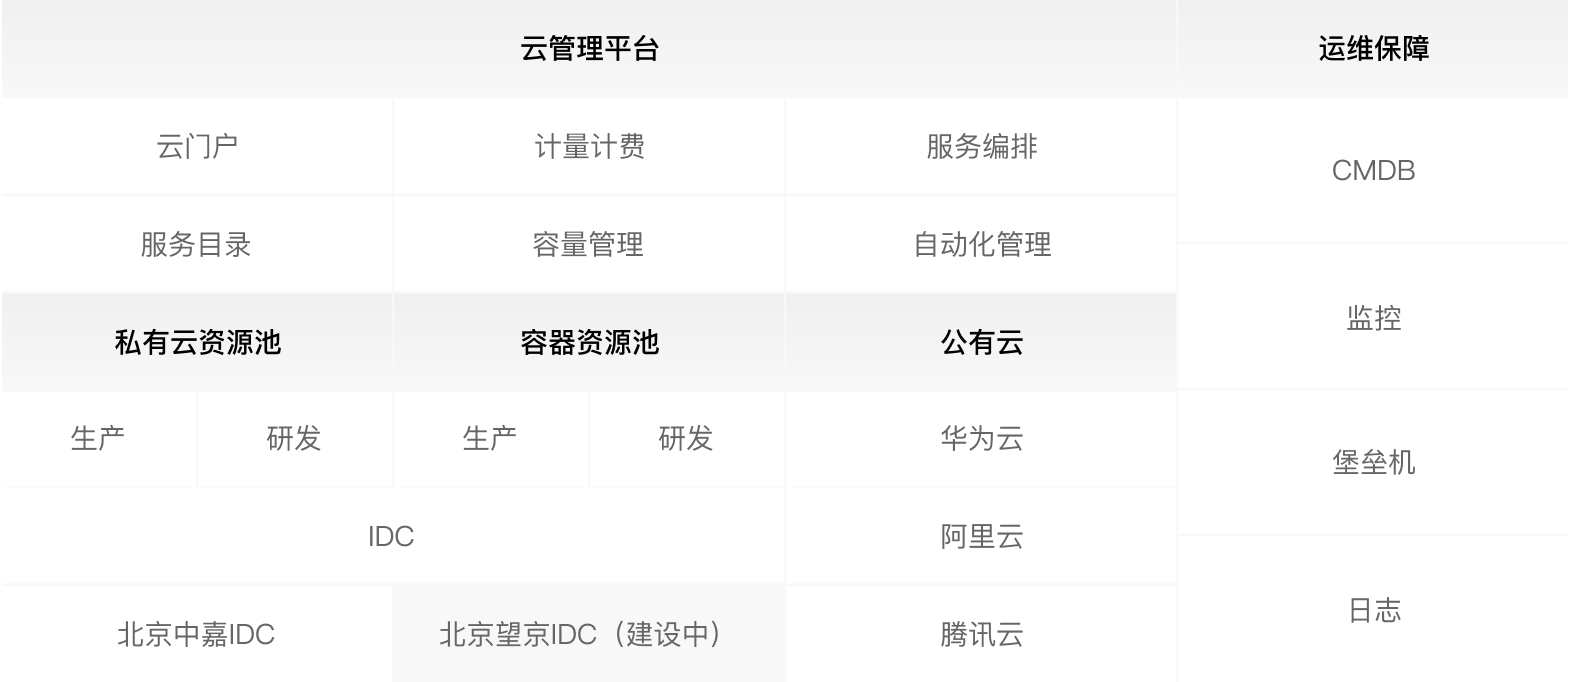 云管理平台
运维保障
云门户
计量计费
服务编排
CMDB
服务目录
容量管理
自动化管理
监控
私有云资源池
容器资源池
公有云
生产
研发
生产
研发
华为云
堡垒机
IDC
阿里云
日志
北京中嘉IDC
北京望京IDC（建设中）
腾讯云